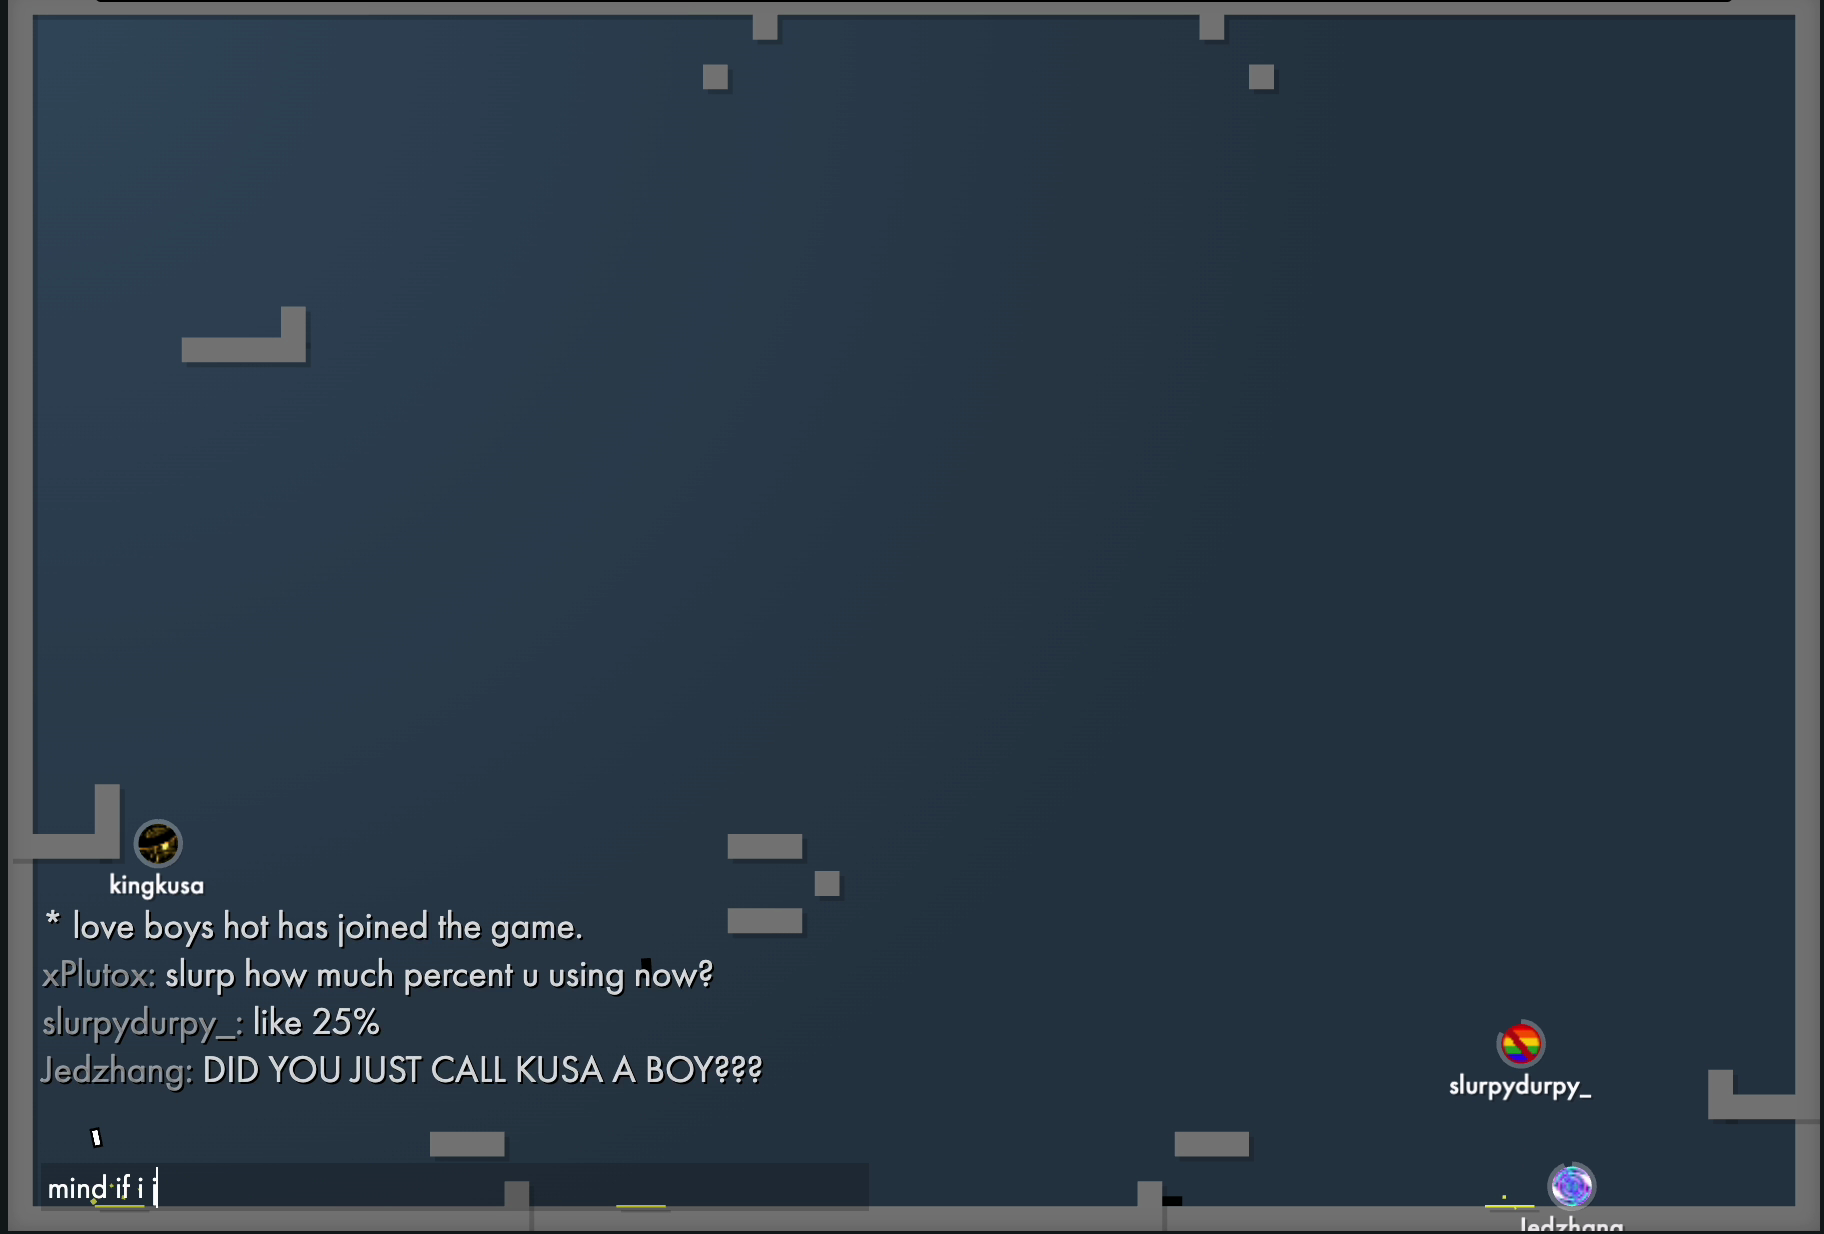 kingkusa
* love boys hot has joined the game.
xPlutox: slurp how much percent u using now?
slurpydurpy_: like 25%
Jedzhang: DID YOU JUST CALL KUSA A BOY???
slurpydurpy_
mind if i j
Jedzhang